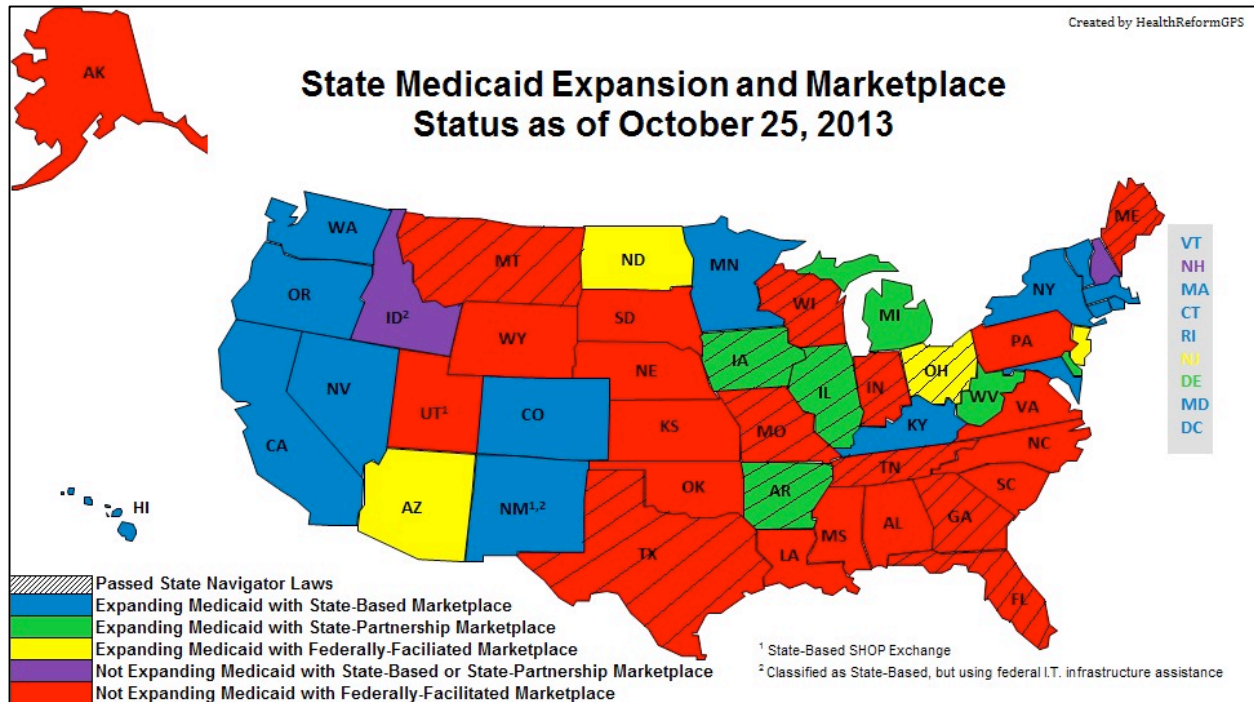 Created by HealthReformGPS
State Medicaid Expansion and Marketplace
Status as of October 25, 2013
AK
WA
OR
CA
NV
ID²
MT
WY
UT¹
AZ
CO
NM¹,²
ND
SD
NE
KS
OK
TX
MN
IA
MO
AR
LA
WI
IL
MI
IN
OH
KY
TN
MS
AL
GA
FL
SC
NC
VA
WV
PA
NY
ME
HI
VT
NH
MA
CT
RI
NJ
DE
MD
DC
Passed State Navigator Laws
Expanding Medicaid with State-Based Marketplace
Expanding Medicaid with State-Partnership Marketplace
Expanding Medicaid with Federally-Faciliated Marketplace
Not Expanding Medicaid with State-Based or State-Partnership Marketplace
Not Expanding Medicaid with Federally-Facilitated Marketplace
¹ State-Based SHOP Exchange
² Classified as State-Based, but using federal I.T. infrastructure assistance